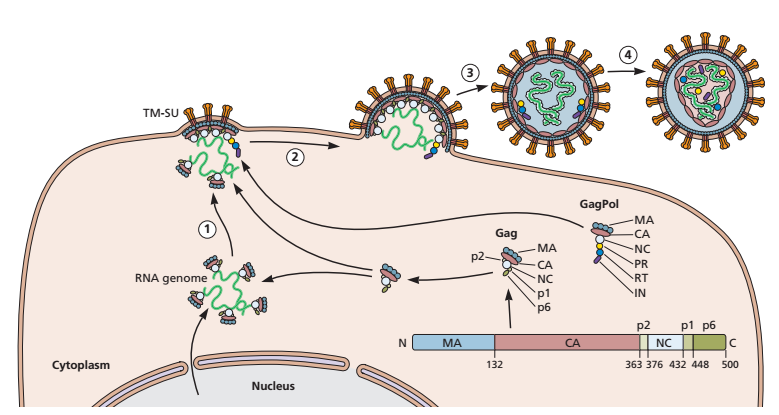 3
4
TM-SU
2
GagPol
MA
CA
NC
PR
RT
IN
1
Gag
p2
MA
CA
NC
p1
p6
RNA genome
p2 p1 p6
N MA CA NC C
132 363 376 432 448 500
Cytoplasm
Nucleus